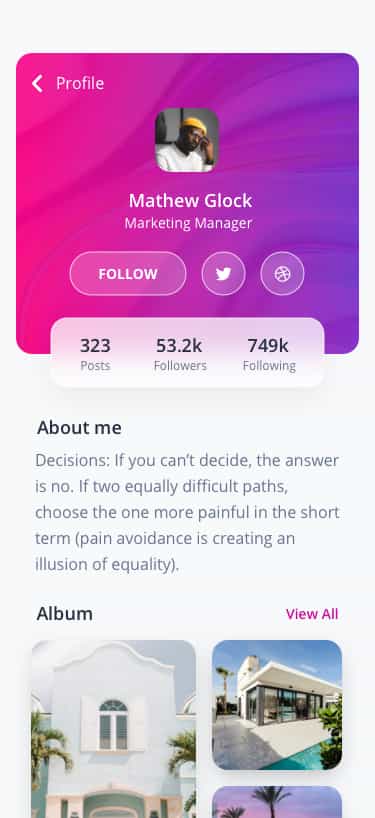 Profile
Mathew Glock
Marketing Manager
FOLLOW
323 53.2k 749k
Posts Followers Following
About me
Decisions: If you can’t decide, the answer
is no. If two equally difficult paths,
choose the one more painful in the short
term (pain avoidance is creating an
illusion of equality).
Album View All